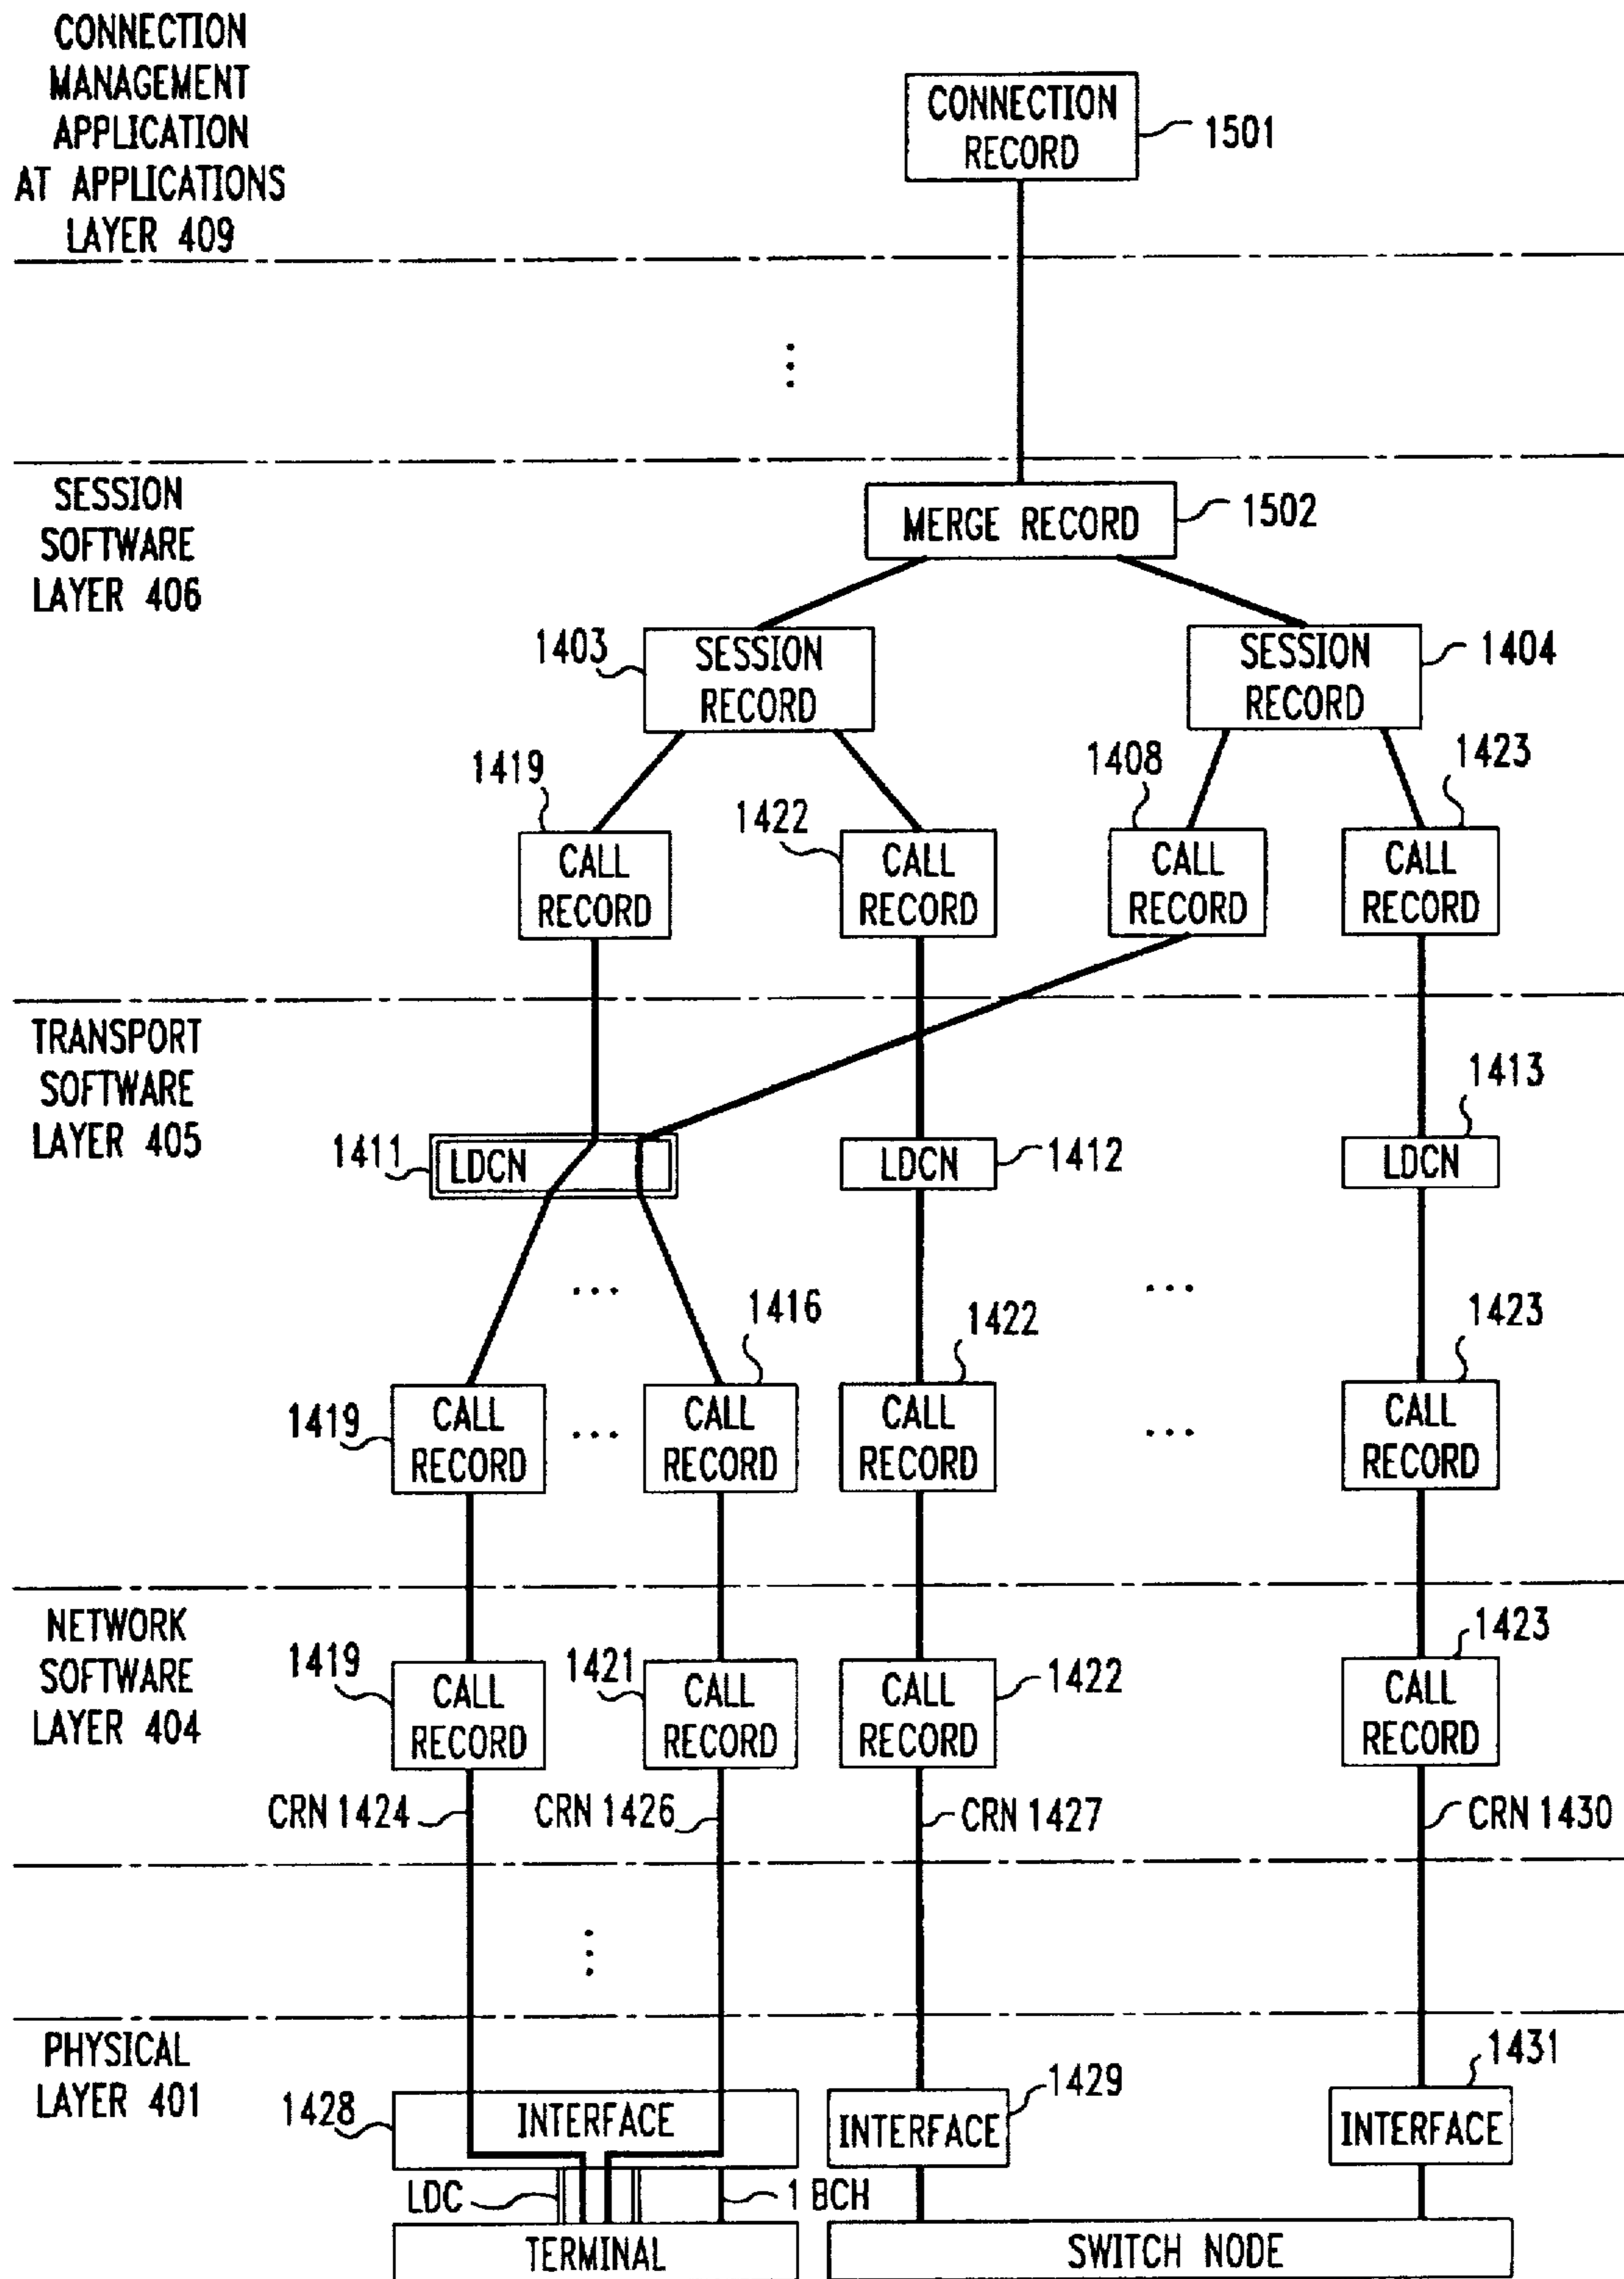 CONNECTION
MANAGEMENT
APPLICATION
AT APPLICATIONS
LAYER 409
CONNECTION
RECORD
1501
SESSION
SOFTWARE
LAYER 406
MERGE RECORD
1502
1403
SESSION
RECORD
SESSION
RECORD
1404
1419
CALL
RECORD
1422
CALL
RECORD
1408
CALL
RECORD
1423
CALL
RECORD
TRANSPORT
SOFTWARE
LAYER 405
1411
LDCN
LDCN
1412
1413
LDCN
...
...
1419
CALL
RECORD
...
1416
CALL
RECORD
1422
CALL
RECORD
...
1423
CALL
RECORD
NETWORK
SOFTWARE
LAYER 404
1419
CALL
RECORD
1421
CALL
RECORD
CALL
RECORD
1422
1423
CALL
RECORD
CRN 1424
CRN 1426
CRN 1427
CRN 1430
PHYSICAL
LAYER 401
1428
INTERFACE
1429
INTERFACE
1431
INTERFACE
LDC
1 BCH
TERMINAL
SWITCH NODE